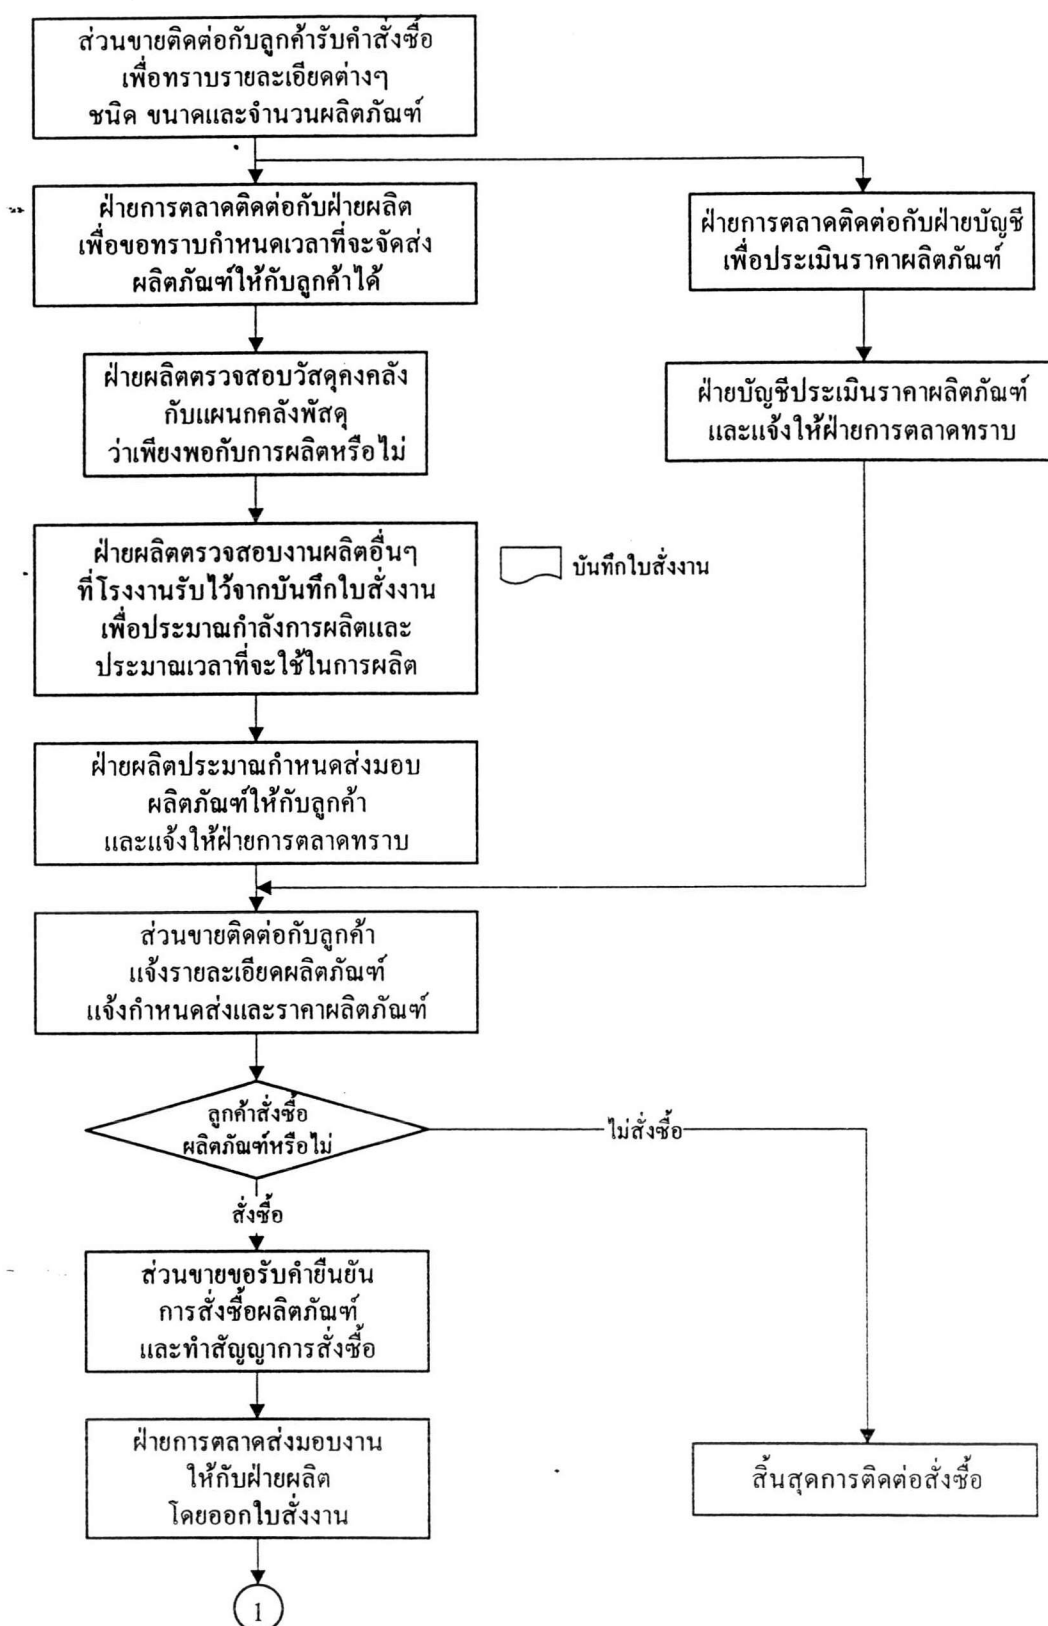 ส่วนขายติดต่อกับลูกค้ารับคำสั่งซื้อ
เพื่อทราบรายละเอียดต่างๆ
ชนิด ขนาดและจำนวนผลิตภัณฑ์
ฝ่ายการตลาดติดต่อกับฝ่ายผลิต
เพื่อขอทราบกำหนดเวลาที่จะจัดส่ง
ผลิตภัณฑ์ให้กับลูกค้าได้
ฝ่ายการตลาดติดต่อกับฝ่ายบัญชี
เพื่อประเมินราคาผลิตภัณฑ์
ฝ่ายผลิตตรวจสอบวัสดุคงคลัง
กับแผนกคลังพัสดุ
ว่าเพียงพอกับการผลิตหรือไม่
ฝ่ายบัญชีประเมินราคาผลิตภัณฑ์
และแจ้งให้ฝ่ายการตลาดทราบ
ฝ่ายผลิตตรวจสอบงานผลิตอื่นๆ
ที่โรงงานรับไว้จากบันทึกใบสั่งงาน
เพื่อประมาณกำลังการผลิตและ
ประมาณเวลาที่จะใช้ในการผลิต
บันทึกใบสั่งงาน
ฝ่ายผลิตประมาณกำหนดส่งมอบ
ผลิตภัณฑ์ให้กับลูกค้า
และแจ้งให้ฝ่ายการตลาดทราบ
ส่วนขายติดต่อกับลูกค้า
แจ้งรายละเอียดผลิตภัณฑ์
แจ้งกำหนดส่งและราคาผลิตภัณฑ์
ลูกค้าสั่งซื้อ
ผลิตภัณฑ์หรือไม่
ไม่สั่งซื้อ
สั่งซื้อ
ส่วนขายขอรับคำยืนยัน
การสั่งซื้อผลิตภัณฑ์
และทำสัญญาการสั่งซื้อ
ฝ่ายการตลาดส่งมอบงาน
ให้กับฝ่ายผลิต
โดยออกใบสั่งงาน
สิ้นสุดการติดต่อสั่งซื้อ
1